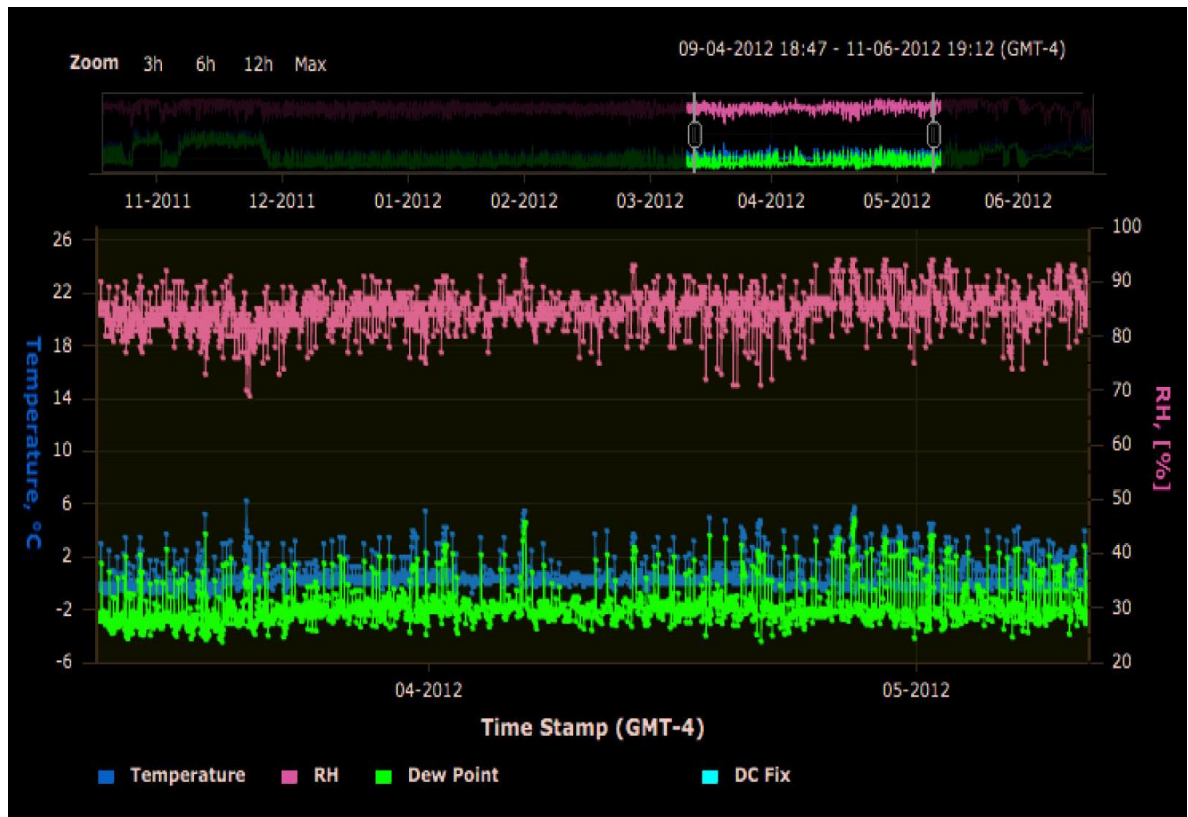 09-04-2012 18:47 - 11-06-2012 19:12 (GMT-4)
Zoom 3h 6h 12h Max
11-2011 12-2011 01-2012 02-2012 03-2012 04-2012 05-2012 06-2012
26
22
18
14
10
6
2
-2
-6
Temperature, °C
100
90
80
70
60
50
40
30
20
RH, [%]
04-2012 05-2012
Time Stamp (GMT-4)
Temperature RH Dew Point DC Fix